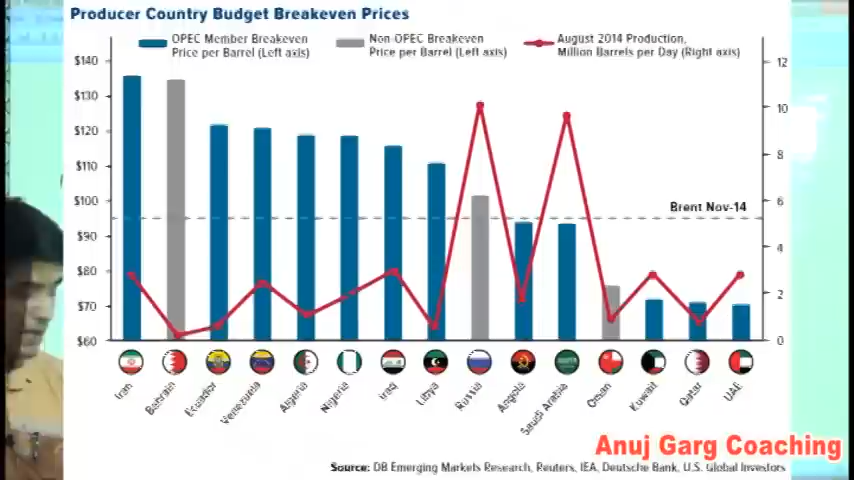 Producer Country Budget Breakeven Prices
OPEC Member Breakeven
Price per Barrel (Left axis)
Non-OPEC Breakeven
Price per Barrel (Left axis)
August 2014 Production,
Million Barrels per Day (Right axis)
$140
$130
$120
$110
$100
$90
$80
$70
$60
12
10
8
6
4
2
0
Brent Nov-14
Iran
Bahrain
Ecuador
Venezuela
Algeria
Nigeria
Iraq
Libya
Russia
Angola
Saudi Arabia
Oman
Kuwait
Qatar
UAE
Anuj Garg Coaching
Source: DB Emerging Markets Research, Reuters, IEA, Deutsche Bank, U.S. Global Investors